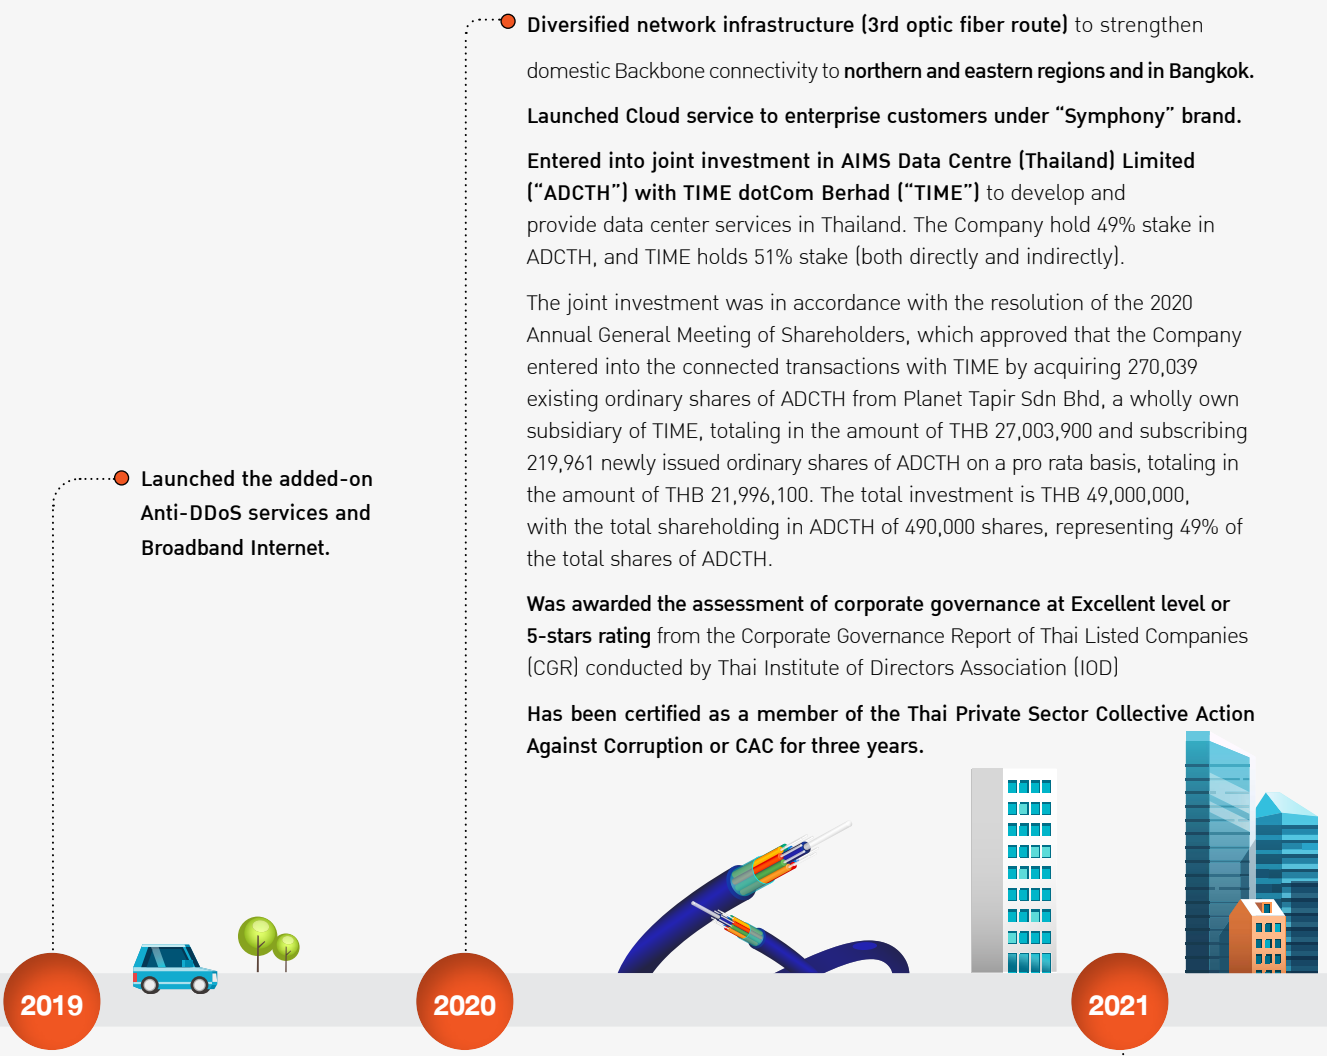 Diversified network infrastructure (3rd optic fiber route) to strengthen
domestic Backbone connectivity to northern and eastern regions and in Bangkok.
Launched Cloud service to enterprise customers under “Symphony” brand.
Entered into joint investment in AIMS Data Centre (Thailand) Limited
(“ADCTH”) with TIME dotCom Berhad (“TIME”) to develop and
provide data center services in Thailand. The Company hold 49% stake in
ADCTH, and TIME holds 51% stake (both directly and indirectly).
The joint investment was in accordance with the resolution of the 2020
Annual General Meeting of Shareholders, which approved that the Company
entered into the connected transactions with TIME by acquiring 270,039
existing ordinary shares of ADCTH from Planet Tapir Sdn Bhd, a wholly own
subsidiary of TIME, totaling in the amount of THB 27,003,900 and subscribing
219,961 newly issued ordinary shares of ADCTH on a pro rata basis, totaling in
the amount of THB 21,996,100. The total investment is THB 49,000,000,
with the total shareholding in ADCTH of 490,000 shares, representing 49% of
the total shares of ADCTH.
Was awarded the assessment of corporate governance at Excellent level or
5-stars rating from the Corporate Governance Report of Thai Listed Companies
(CGR) conducted by Thai Institute of Directors Association (IOD)
Has been certified as a member of the Thai Private Sector Collective Action
Against Corruption or CAC for three years.
Launched the added-on
Anti-DDoS services and
Broadband Internet.
2019
2020
2021